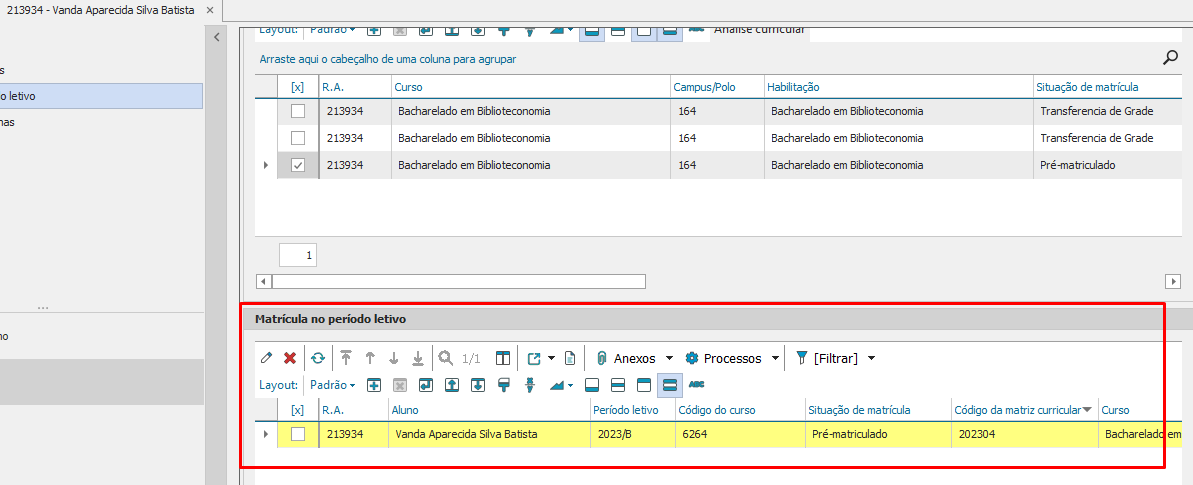 213934 - Vanda Aparecida Silva Batista ×
Layout: Padrão ABC Análise curricular
Arraste aqui o cabeçalho de uma coluna para agrupar
s
o letivo
nas
[x] R.A. Curso Campus/Polo Habilitação Situação de matrícula
213934 Bacharelado em Biblioteconomia 164 Bacharelado em Biblioteconomia Transferencia de Grade
213934 Bacharelado em Biblioteconomia 164 Bacharelado em Biblioteconomia Transferencia de Grade
213934 Bacharelado em Biblioteconomia 164 Bacharelado em Biblioteconomia Pré-matriculado
1
...
Matrícula no período letivo
no
1/1 Anexos Processos [Filtrar]
Layout: Padrão ABC
[x] R.A. Aluno Período letivo Código do curso Situação de matrícula Código da matriz curricular Curso
213934 Vanda Aparecida Silva Batista 2023/B 6264 Pré-matriculado 202304 Bacharelado em